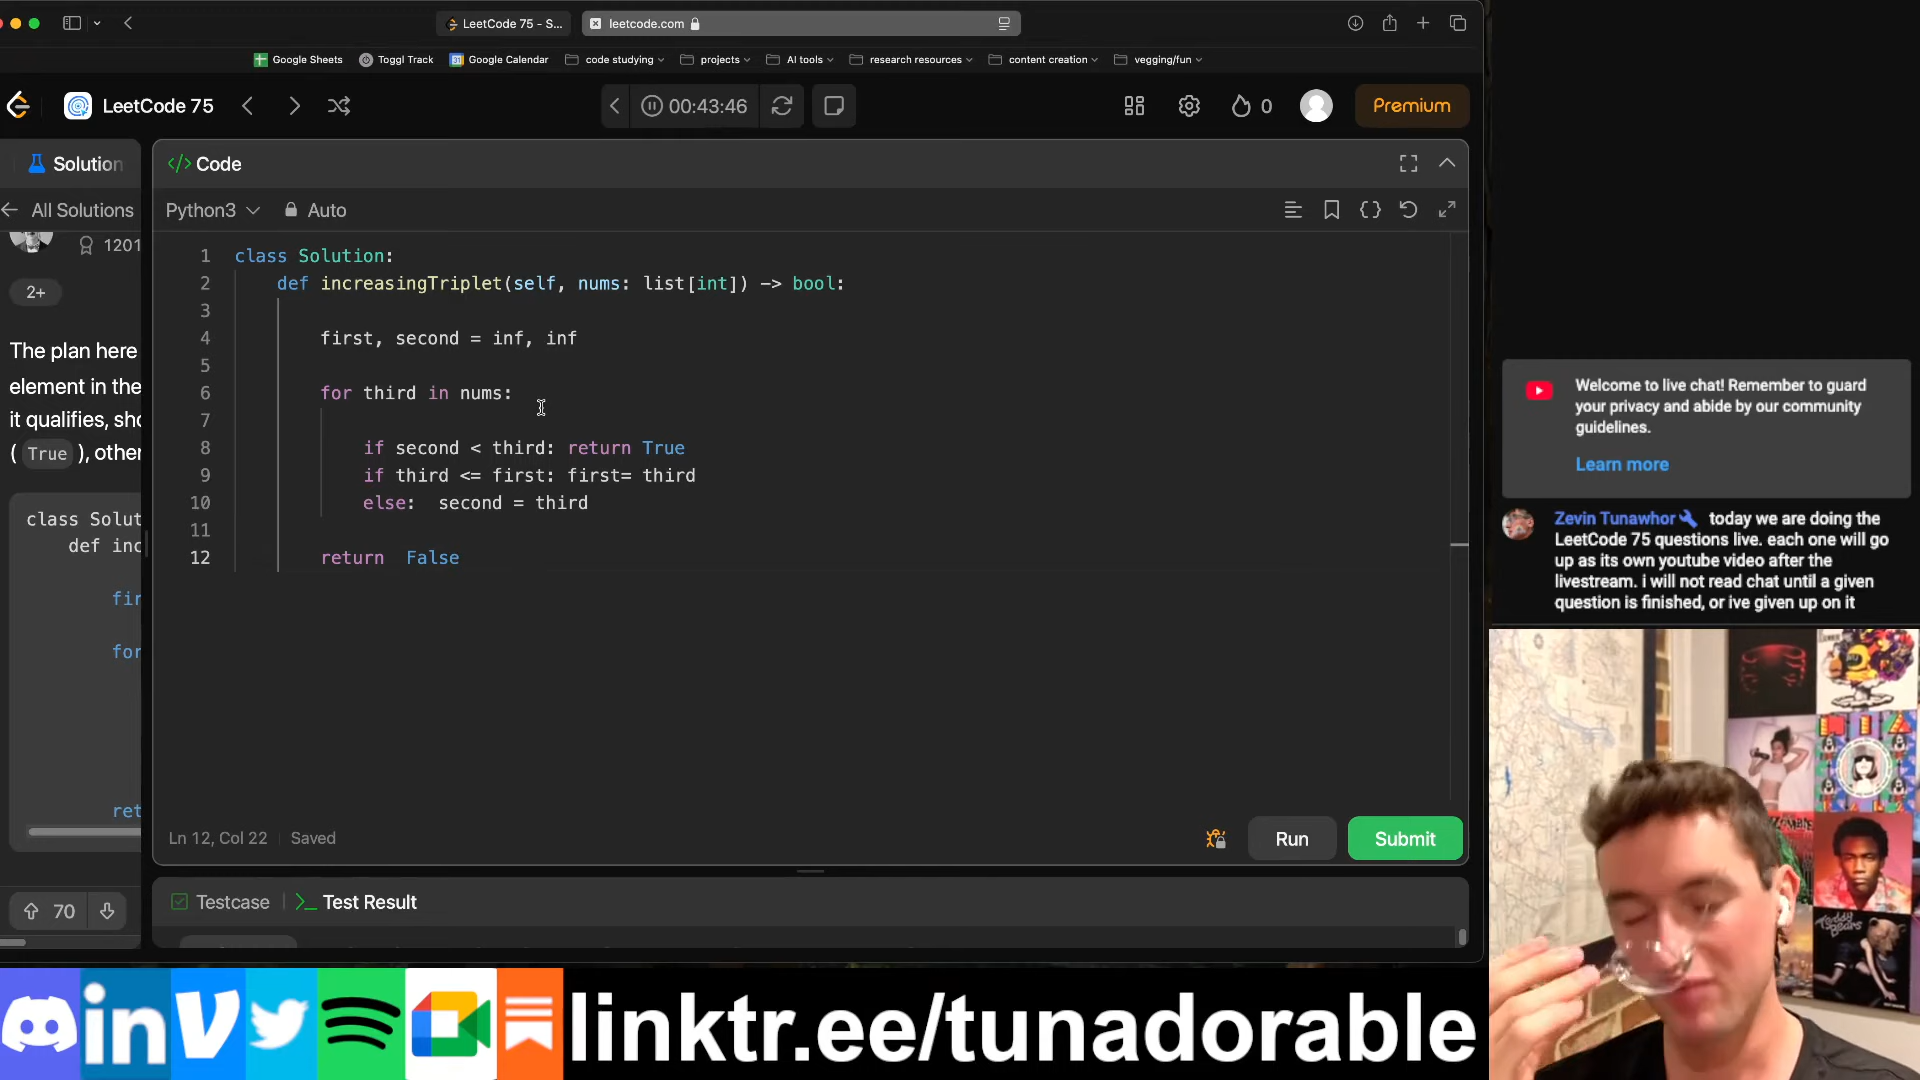 LeetCode 75 - S...
leetcode.com
Google Sheets
Toggl Track
Google Calendar
code studying
projects
AI tools
research resources
content creation
vegging/fun
LeetCode 75
00:43:46
0
Premium
Solution
All Solutions
1201
2+
The plan here
element in the
it qualifies, sho
( True ), other
class Solut
def inc
fir
for
ret
70
</> Code
Python3
Auto
1 class Solution:
2 def increasingTriplet(self, nums: list[int]) -> bool:
3
4 first, second = inf, inf
5
6 for third in nums:
7
8 if second < third: return True
9 if third <= first: first= third
10 else:  second = third
11
12 return  False
Ln 12, Col 22
Saved
Run
Submit
Testcase
>_ Test Result
Welcome to live chat! Remember to guard
your privacy and abide by our community
guidelines.
Learn more
Zevin Tunawhor today we are doing the
LeetCode 75 questions live. each one will go
up as its own youtube video after the
livestream. i will not read chat until a given
question is finished, or ive given up on it
in
linktr.ee/tunadorable